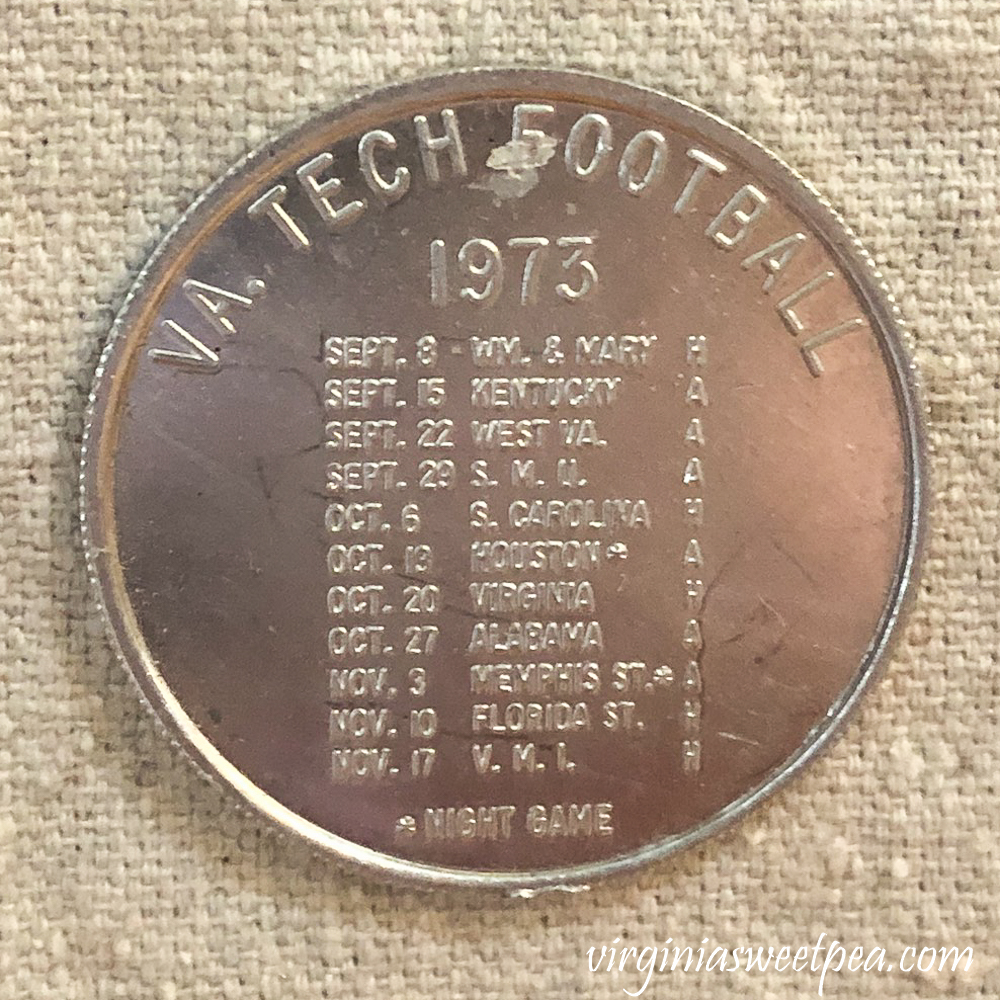 VA. TECH FOOTBALL
1973
SEPT. 8 - WM. & MARY H
SEPT. 15 KENTUCKY A
SEPT. 22 WEST VA. A
SEPT. 29 S. M. U. A
OCT. 6 S. CAROLINA H
OCT. 13 HOUSTON* A
OCT. 20 VIRGINIA H
OCT. 27 ALABAMA A
NOV. 3 MEMPHIS ST.* A
NOV. 10 FLORIDA ST. H
NOV. 17 V. M. I. H
* NIGHT GAME
virginiasweetpea.com